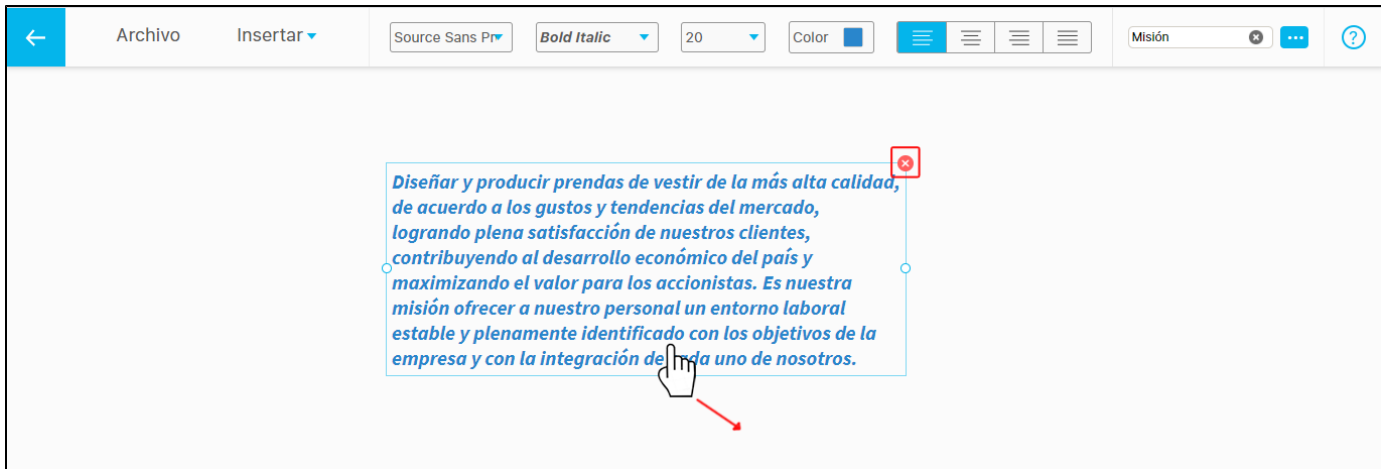 Archivo
Insertar
Source Sans Pr
Bold Italic
20
Color
Misión
Diseñar y producir prendas de vestir de la más alta calidad,
de acuerdo a los gustos y tendencias del mercado,
logrando plena satisfacción de nuestros clientes,
contribuyendo al desarrollo económico del país y
maximizando el valor para los accionistas. Es nuestra
misión ofrecer a nuestro personal un entorno laboral
estable y plenamente identificado con los objetivos de la
empresa y con la integración de uno de nosotros.